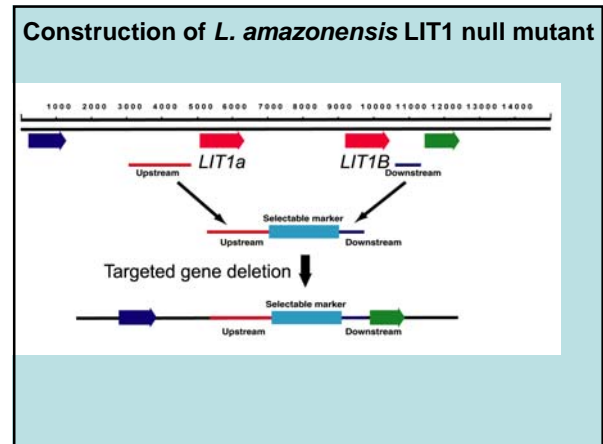 Construction of L. amazonensis LIT1 null mutant
1000 2000 3000 4000 5000 6000 7000 8000 9000 10000 11000 12000 13000 14000
LIT1a LIT1B
Upstream Downstream
Selectable marker
Upstream Downstream
Targeted gene deletion
Selectable marker
Upstream Downstream